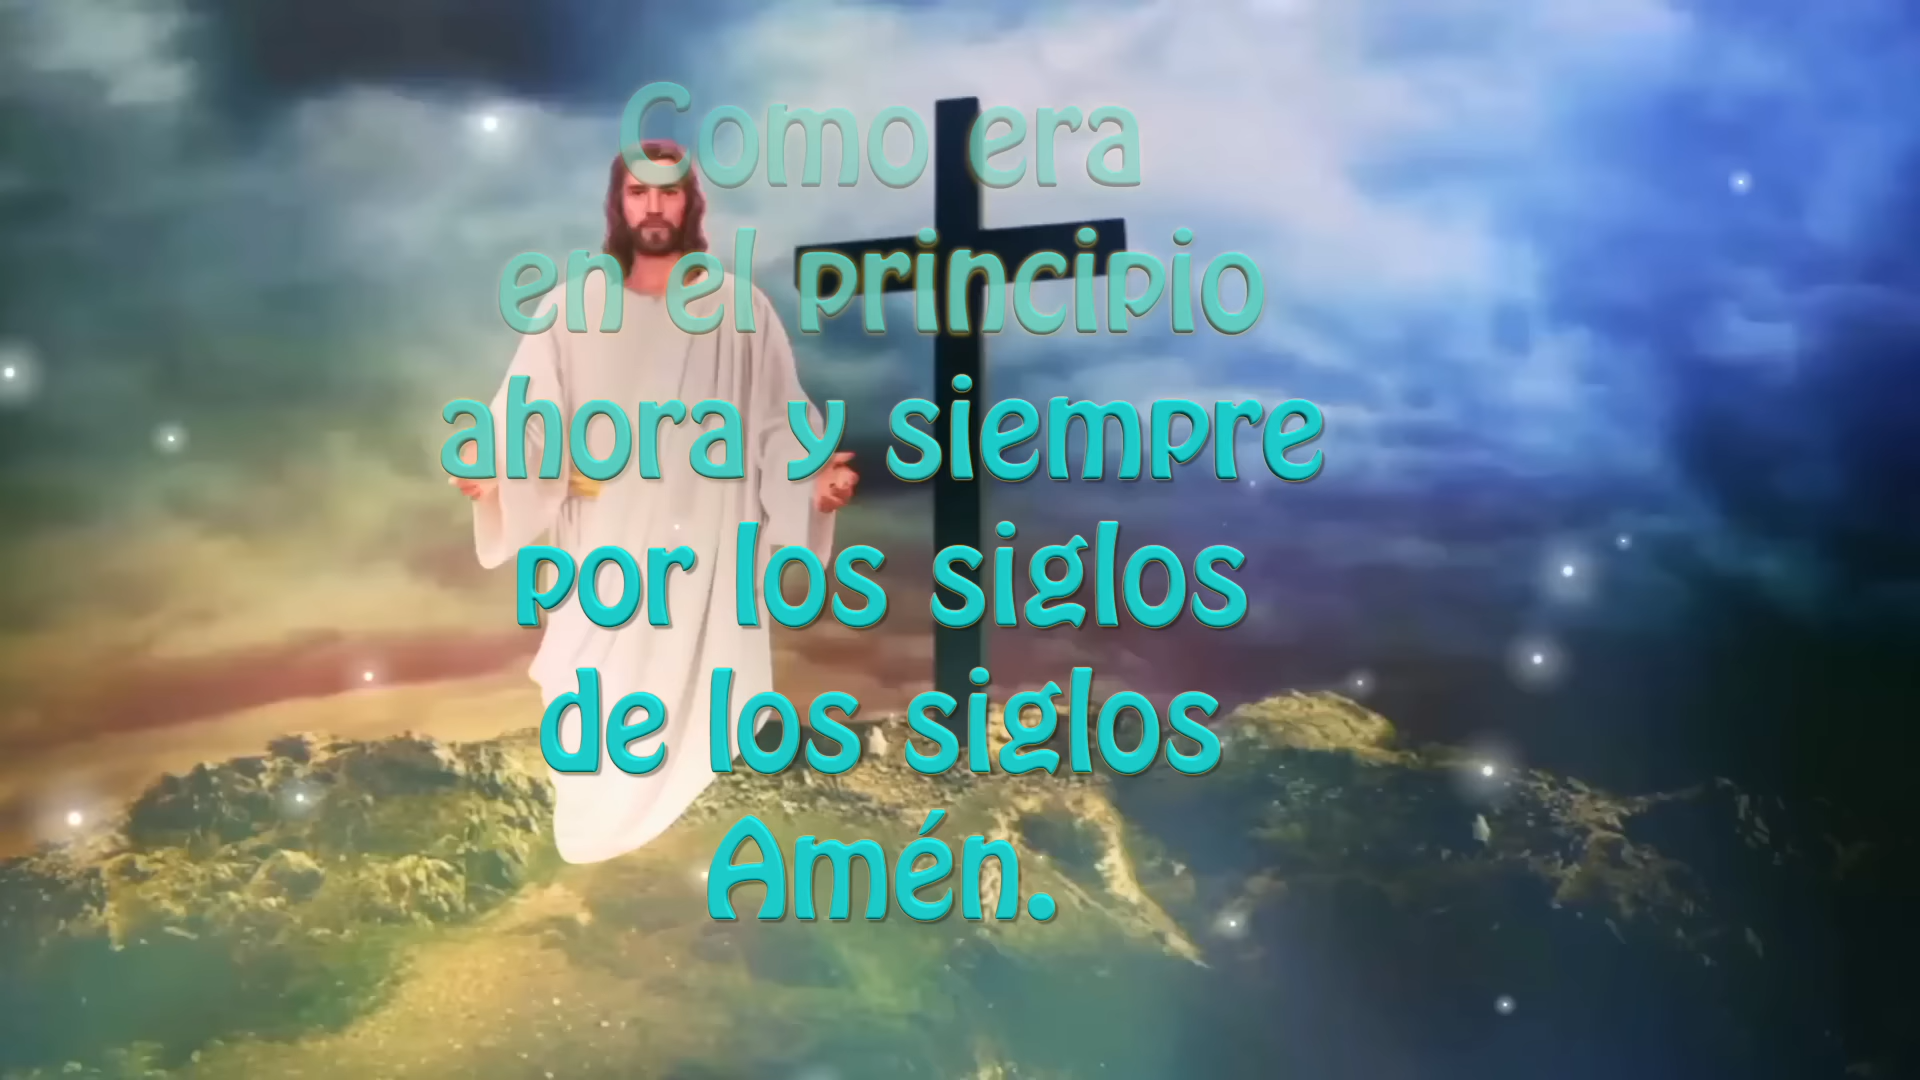 Como era
en el principio
ahora y siempre
por los siglos
de los siglos
Amén.